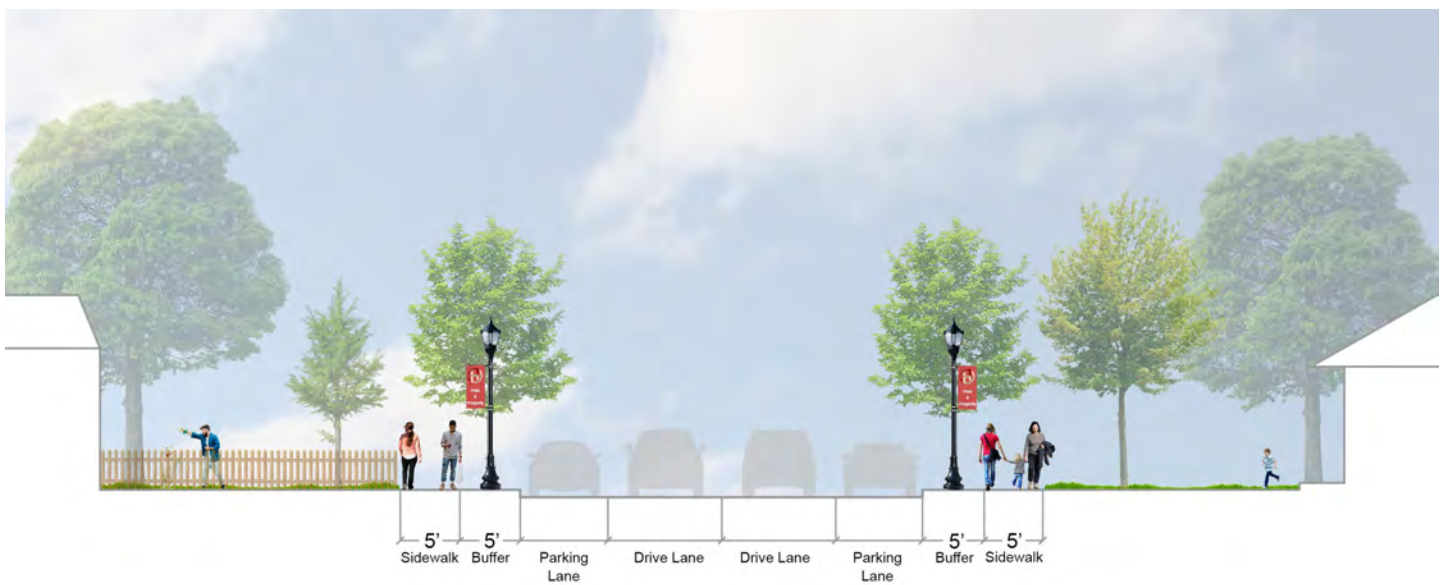 5'
5'
5'
5'
Sidewalk
Buffer
Parking
Lane
Drive Lane
Drive Lane
Parking
Lane
Buffer
Sidewalk